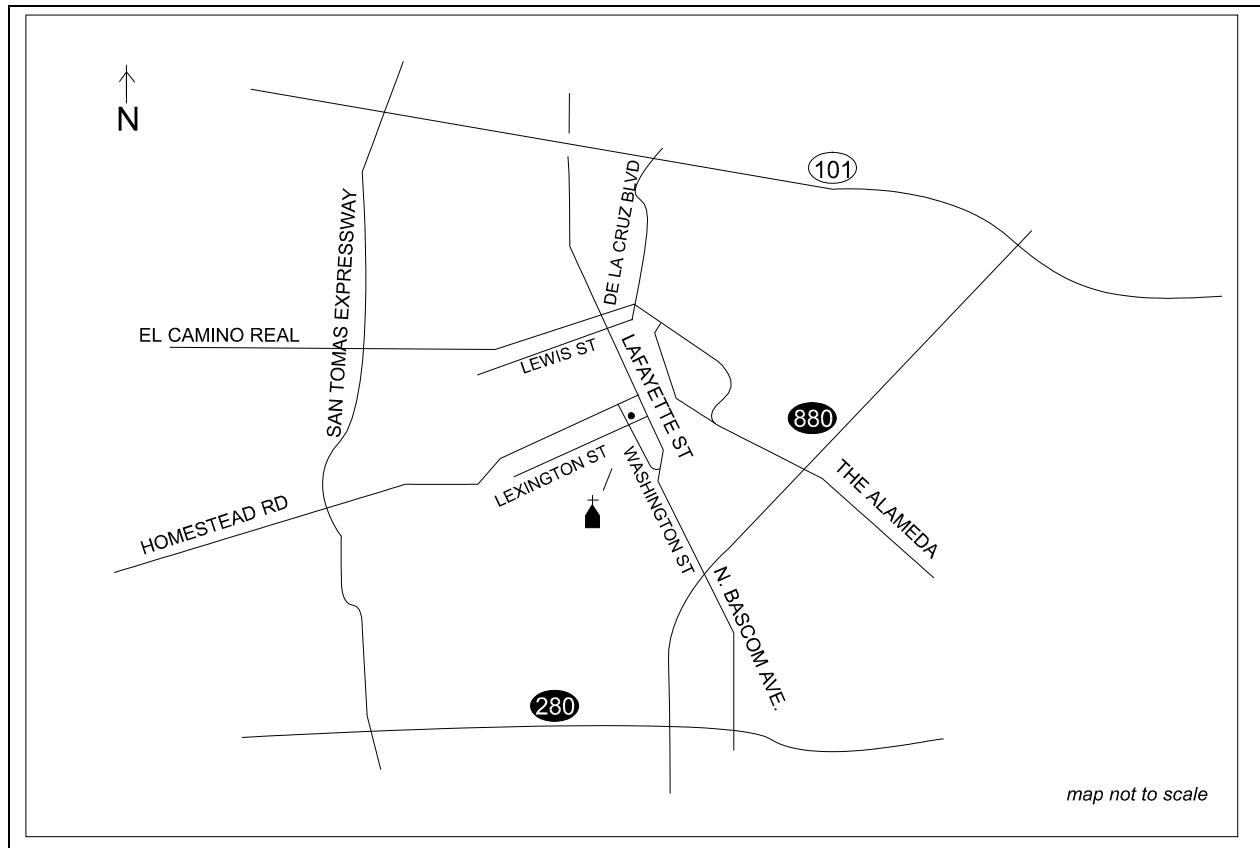 N
101
DE LA CRUZ BLVD
SAN TOMAS EXPRESSWAY
EL CAMINO REAL
LEWIS ST
LAFAYETTE ST
880
LEXINGTON ST
WASHINGTON ST
THE ALAMEDA
HOMESTEAD RD
N. BASCOM AVE.
280
map not to scale